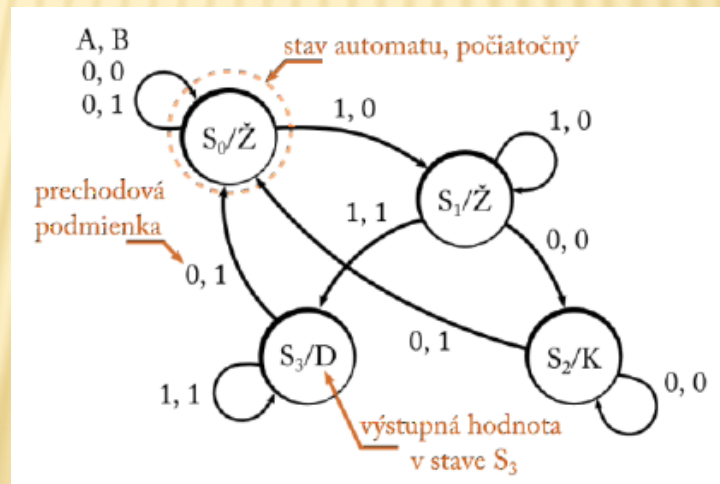 A, B
0, 0
0, 1
stav automatu, počiatočný
S₀/Ž
1, 0
1, 0
S₁/Ž
prechodová
podmienka
1, 1
0, 0
0, 1
S₃/D
0, 1
S₂/K
1, 1
0, 0
výstupná hodnota
v stave S₃